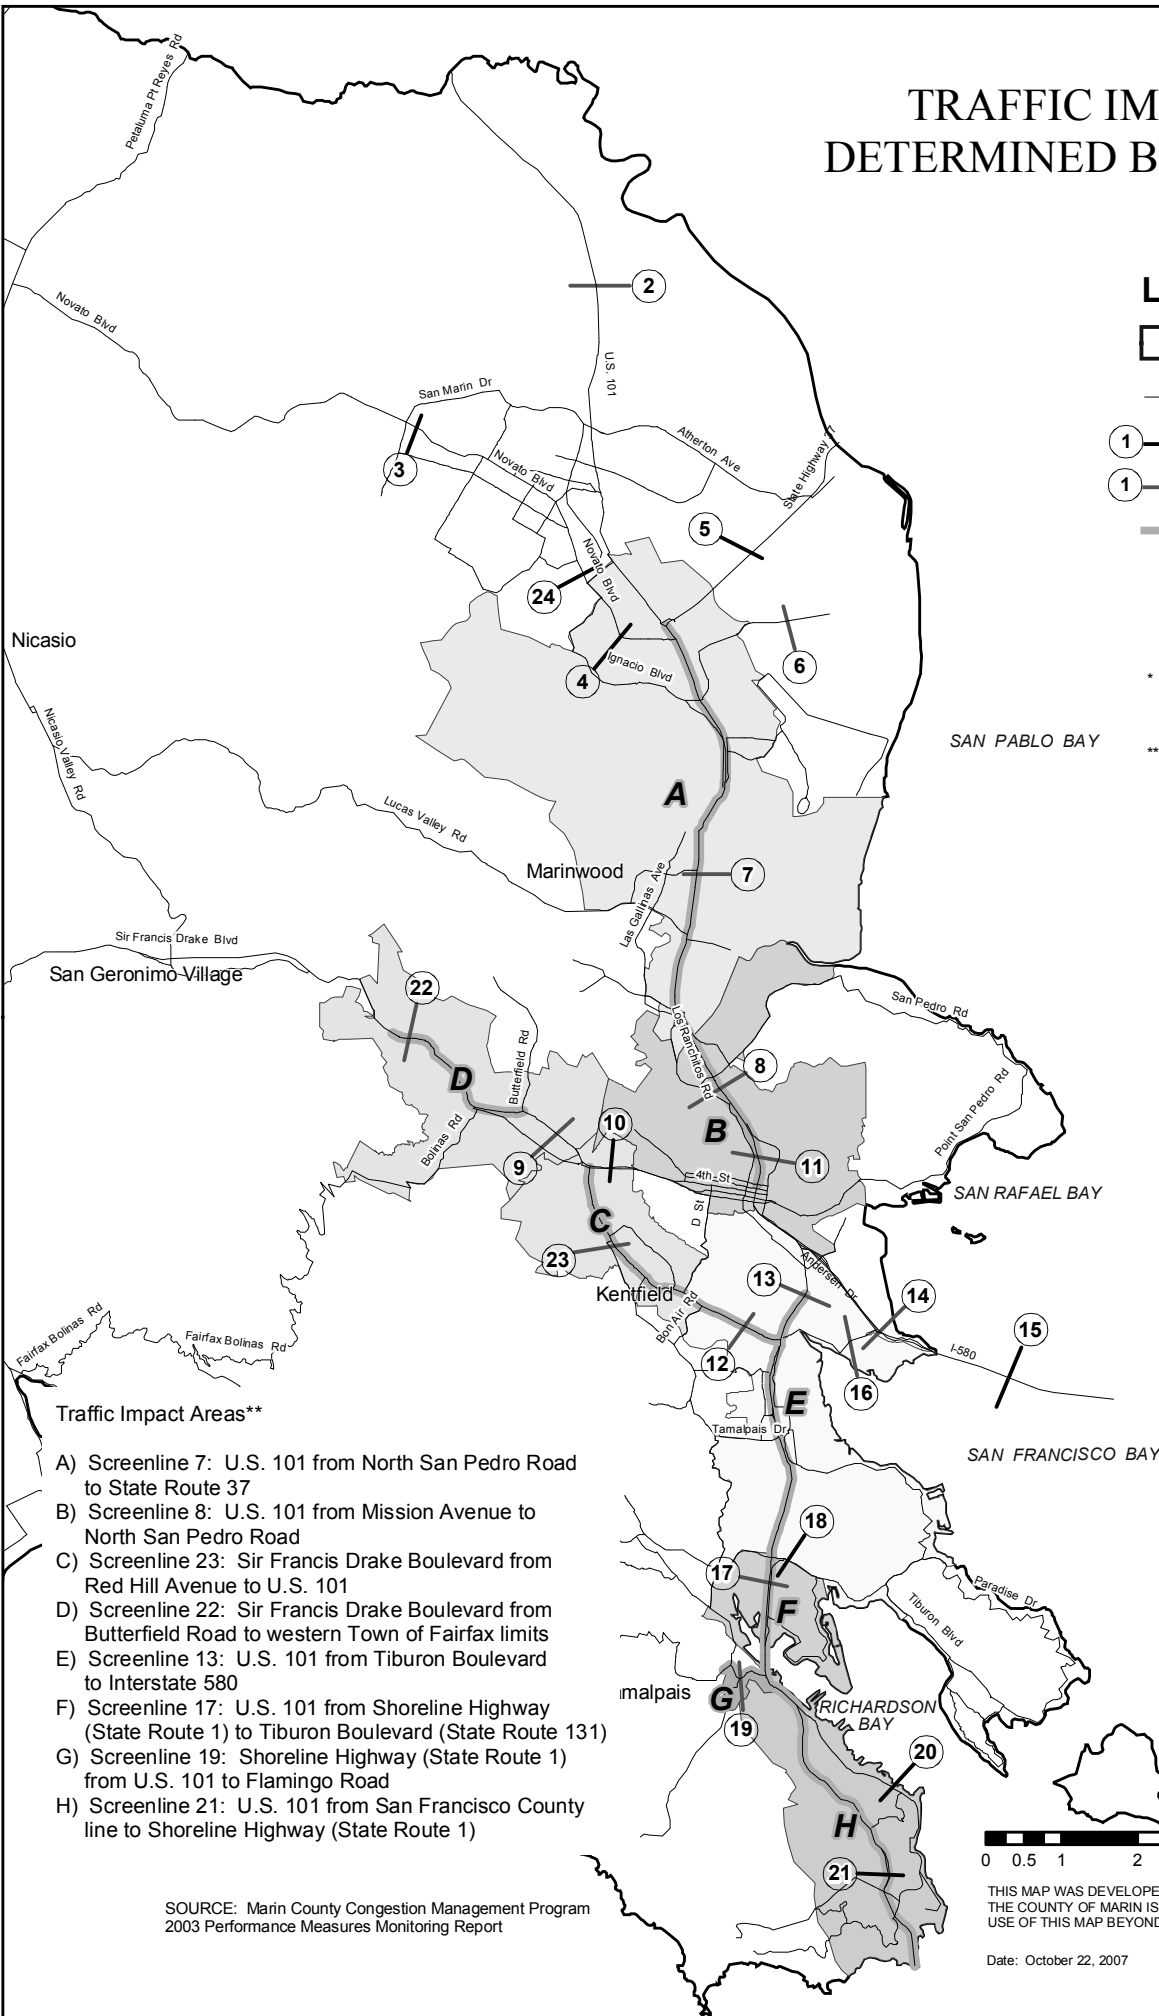 TRAFFIC IM
DETERMINED B
Petaluma Pt Reyes Rd
2
L
Novato Blvd
U.S. 101
San Marin Dr
3
Novato Blvd
Atherton Ave
State Highway 37
1
1
5
Novato Blvd
24
4
Ignacio Blvd
6
Nicasio
*
**
Nicasio Valley Rd
SAN PABLO BAY
A
Lucas Valley Rd
Marinwood
7
Las Gallinas Ave
Sir Francis Drake Blvd
San Geronimo Village
22
San Pedro Rd
Los Ranchitos Rd
8
D
Butterfield Rd
Point San Pedro Rd
10
B
Bolinas Rd
9
11
4th St
SAN RAFAEL BAY
D St
C
23
13
Andersen Dr
14
Kentfield
15
Fairfax Bolinas Rd
Fairfax Bolinas Rd
Bon Air Rd
I-580
12
16
E
Tamalpais Dr
SAN FRANCISCO BAY
18
17
F
Paradise Dr
Tiburon Blvd
malpais
G
RICHARDSON
BAY
19
20
H
21
Traffic Impact Areas**
A) Screenline 7: U.S. 101 from North San Pedro Road
to State Route 37
B) Screenline 8: U.S. 101 from Mission Avenue to
North San Pedro Road
C) Screenline 23: Sir Francis Drake Boulevard from
Red Hill Avenue to U.S. 101
D) Screenline 22: Sir Francis Drake Boulevard from
Butterfield Road to western Town of Fairfax limits
E) Screenline 13: U.S. 101 from Tiburon Boulevard
to Interstate 580
F) Screenline 17: U.S. 101 from Shoreline Highway
(State Route 1) to Tiburon Boulevard (State Route 131)
G) Screenline 19: Shoreline Highway (State Route 1)
from U.S. 101 to Flamingo Road
H) Screenline 21: U.S. 101 from San Francisco County
line to Shoreline Highway (State Route 1)
0 0.5 1 2
SOURCE: Marin County Congestion Management Program
2003 Performance Measures Monitoring Report
THIS MAP WAS DEVELOPE
THE COUNTY OF MARIN IS
USE OF THIS MAP BEYOND
Date: October 22, 2007